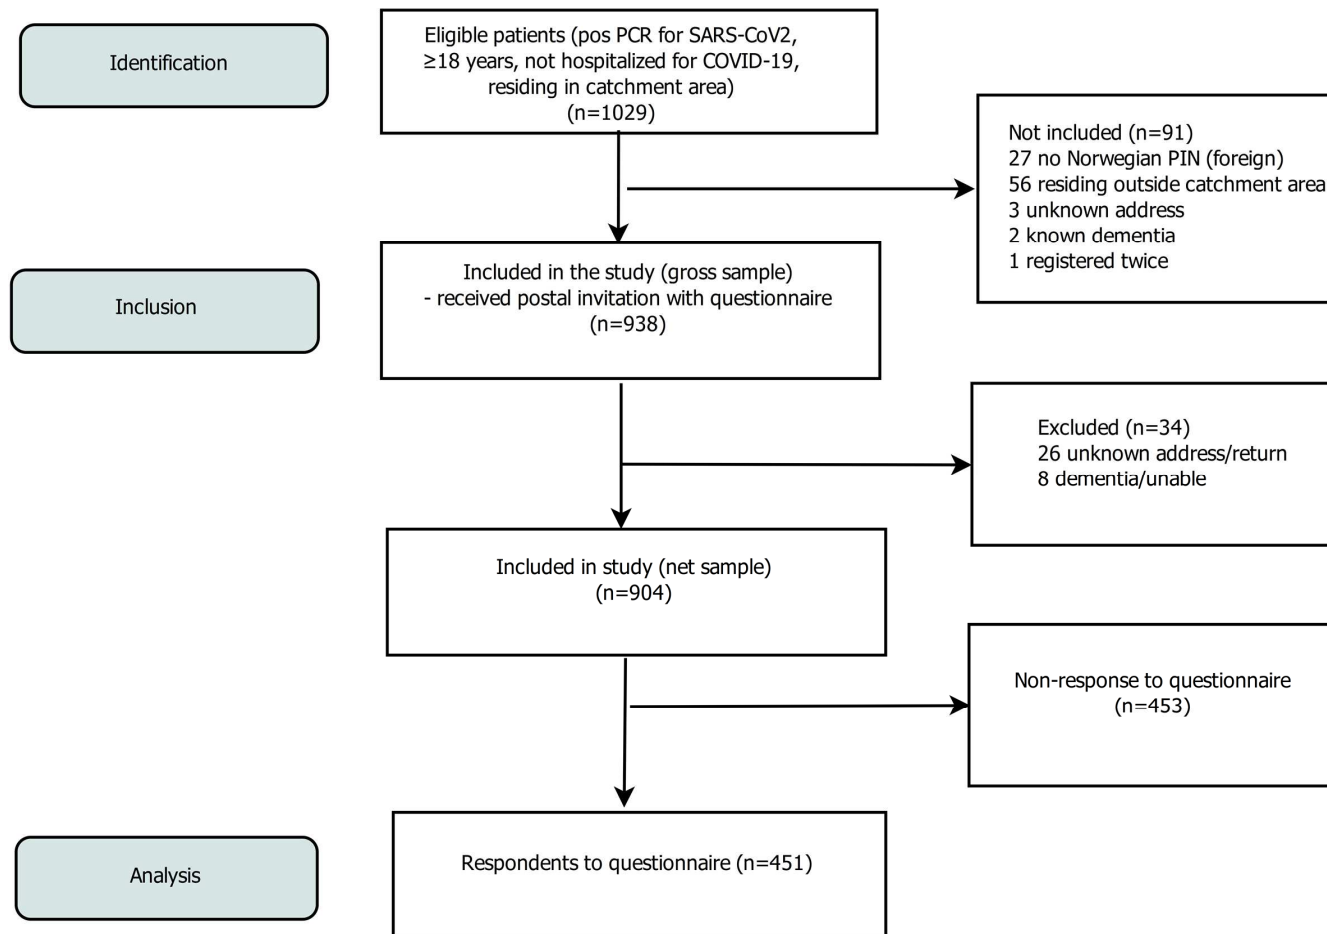 Identification
Eligible patients (pos PCR for SARS-CoV2,
≥18 years, not hospitalized for COVID-19,
residing in catchment area)
(n=1029)
Not included (n=91)
27 no Norwegian PIN (foreign)
56 residing outside catchment area
3 unknown address
2 known dementia
1 registered twice
Inclusion
Included in the study (gross sample)
- received postal invitation with questionnaire
(n=938)
Excluded (n=34)
26 unknown address/return
8 dementia/unable
Included in study (net sample)
(n=904)
Non-response to questionnaire
(n=453)
Analysis
Respondents to questionnaire (n=451)